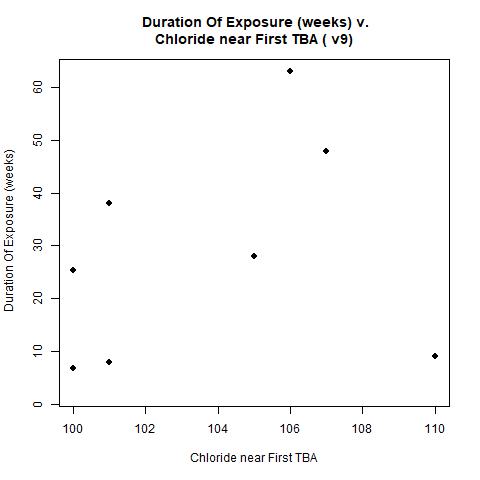 Duration Of Exposure (weeks) v.
Chloride near First TBA ( v9)
Duration Of Exposure (weeks)
60
50
40
30
20
10
0
100 102 104 106 108 110
Chloride near First TBA